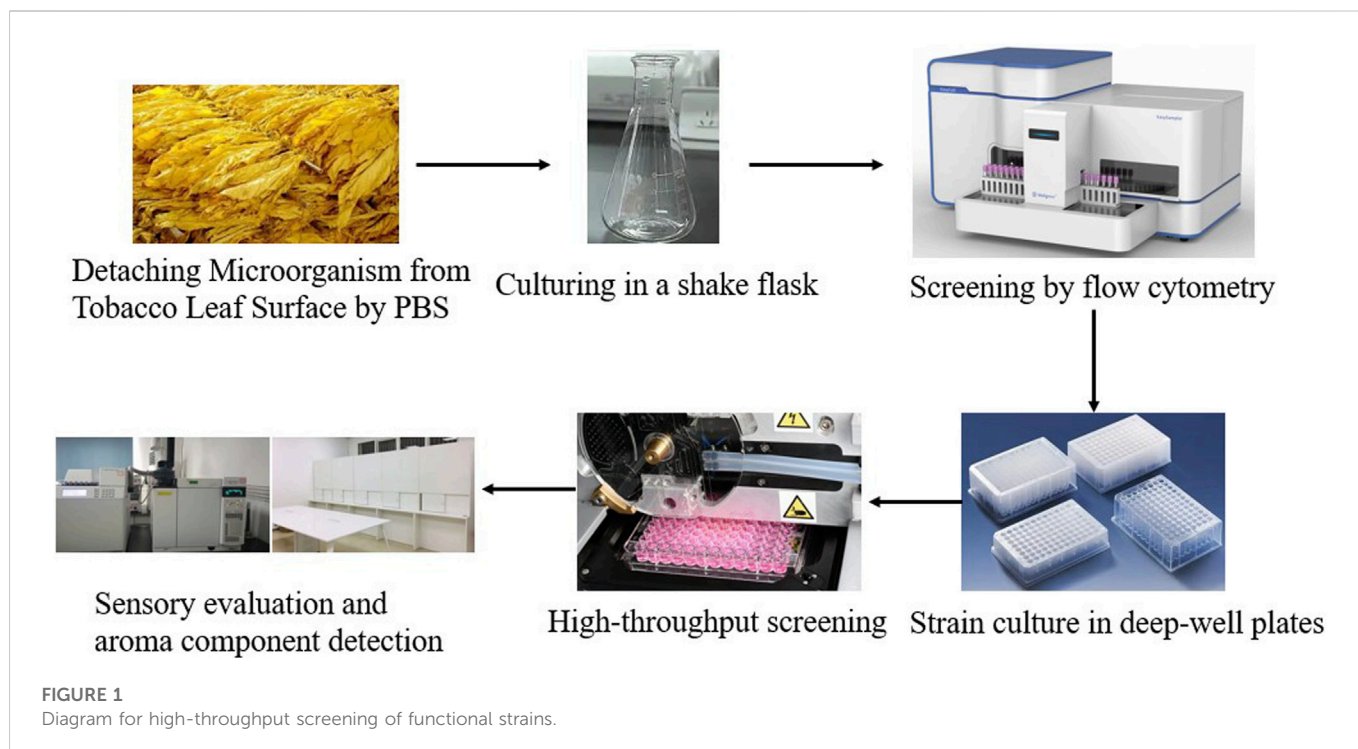 Detaching Microorganism from
Tobacco Leaf Surface by PBS
Culturing in a shake flask
Screening by flow cytometry
Sensory evaluation and
aroma component detection
High-throughput screening
Strain culture in deep-well plates
FIGURE 1
Diagram for high-throughput screening of functional strains.